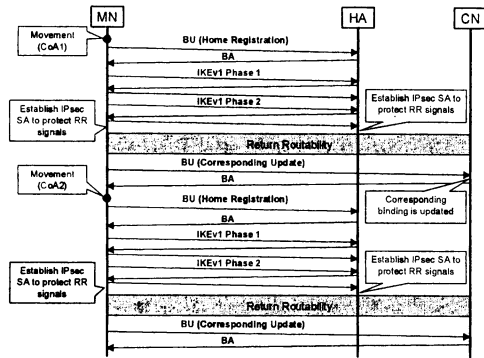 MN
HA
CN
Movement
(CoA1)
BU (Home Registration)
BA
IKEv1 Phase 1
IKEv1 Phase 2
Establish IPsec
SA to protect RR
signals
Establish IPsec SA to
protect RR signals
Return Routability
BU (Corresponding Update)
BA
Movement
(CoA2)
Corresponding
binding is updated
BU (Home Registration)
BA
IKEv1 Phase 1
IKEv1 Phase 2
Establish IPsec
SA to protect RR
signals
Establish IPsec SA to
protect RR signals
Return Routability
BU (Corresponding Update)
BA